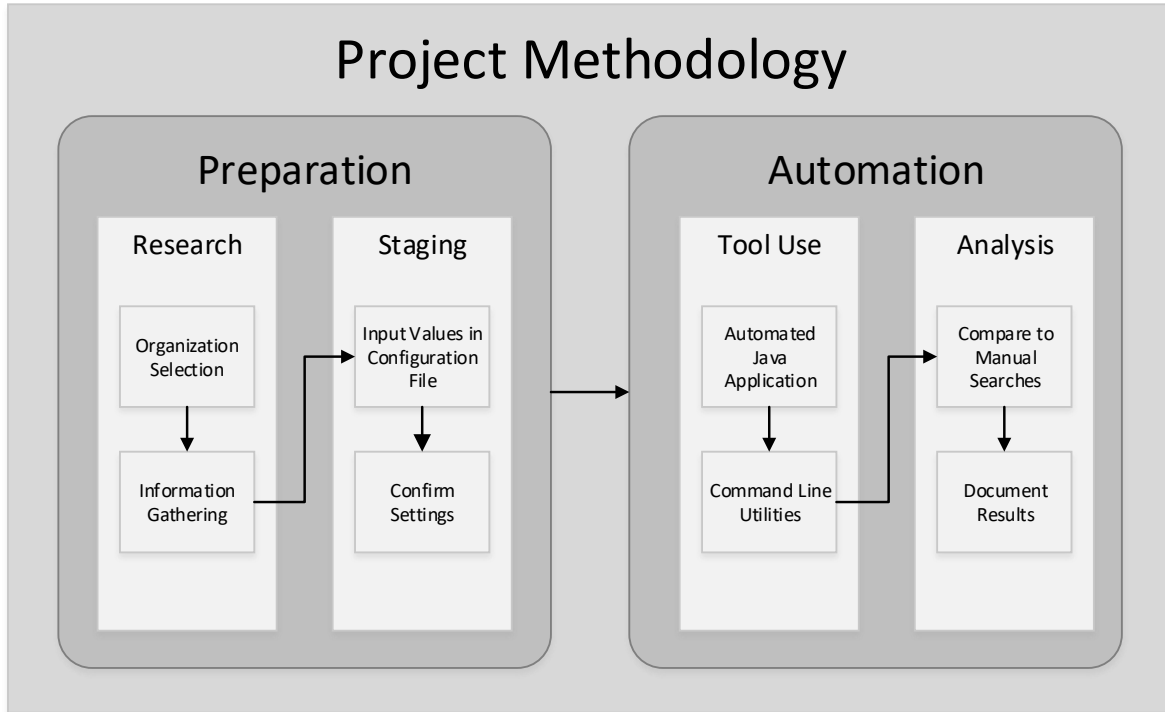 Project Methodology
Preparation
Research
Organization
Selection
Information
Gathering
Staging
Input Values in
Configuration
File
Confirm
Settings
Automation
Tool Use
Automated
Java
Application
Command Line
Utilities
Analysis
Compare to
Manual
Searches
Document
Results